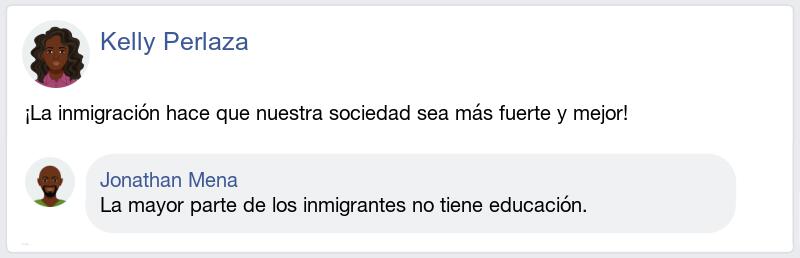 Kelly Perlaza
¡La inmigración hace que nuestra sociedad sea más fuerte y mejor!
Jonathan Mena
La mayor parte de los inmigrantes no tiene educación.